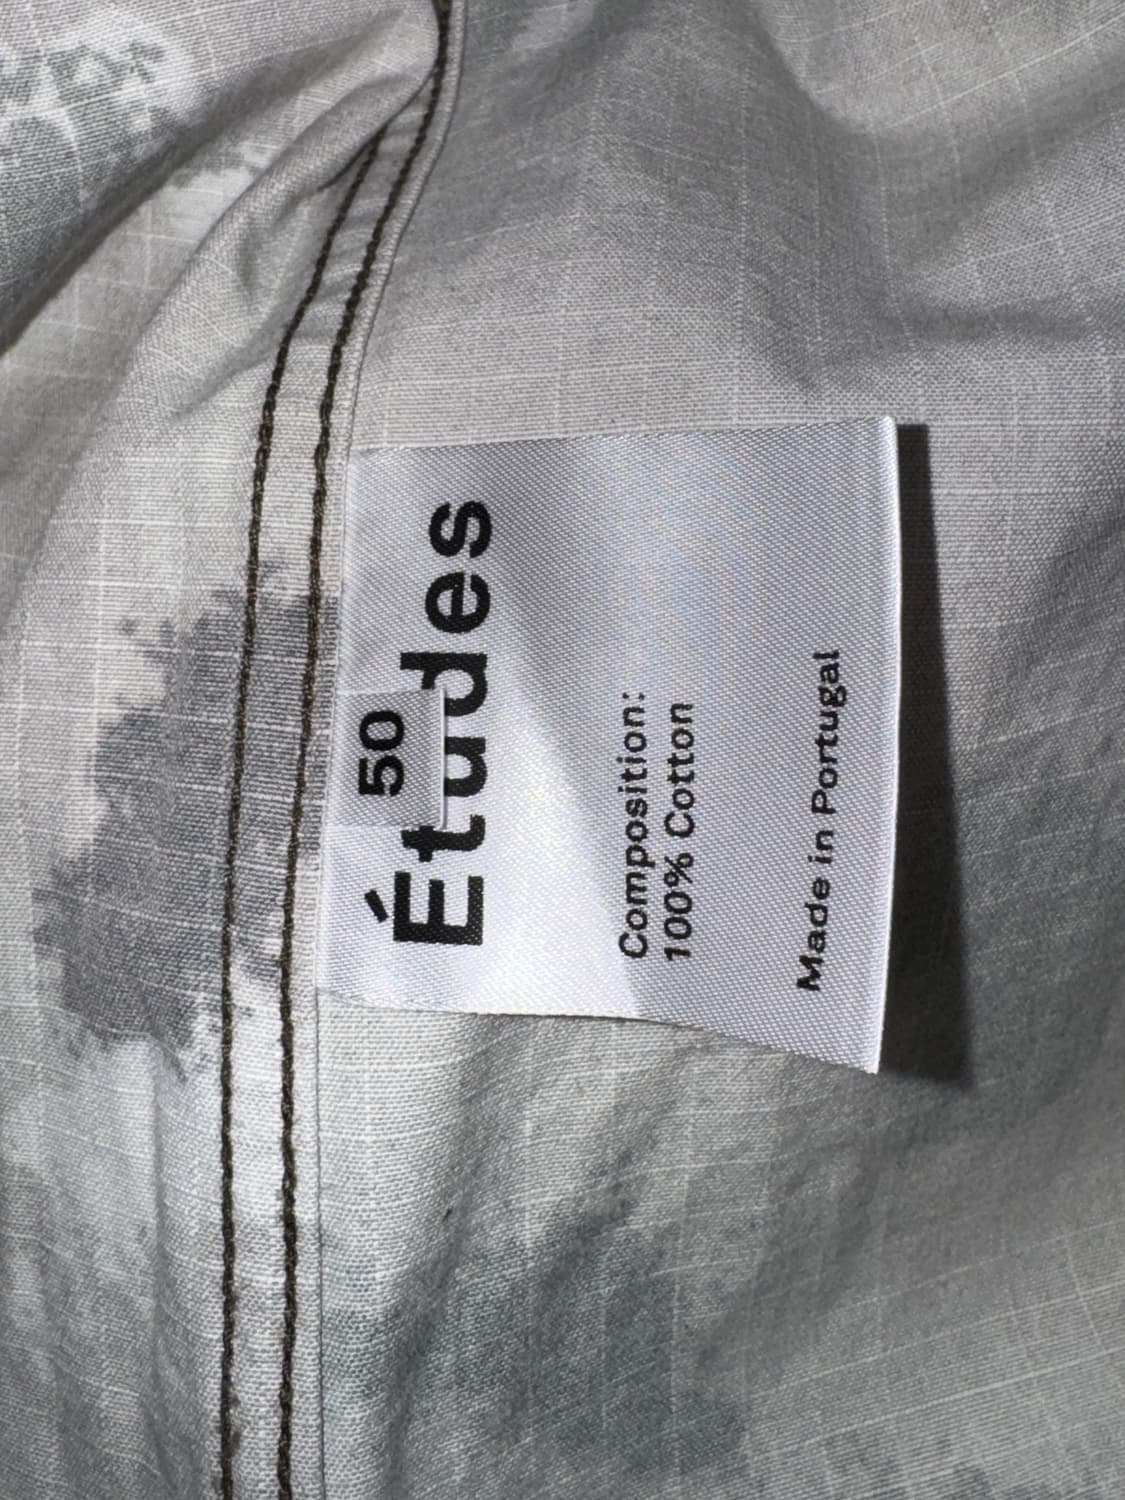 50
Études
Composition:
100% Cotton
Made in Portugal